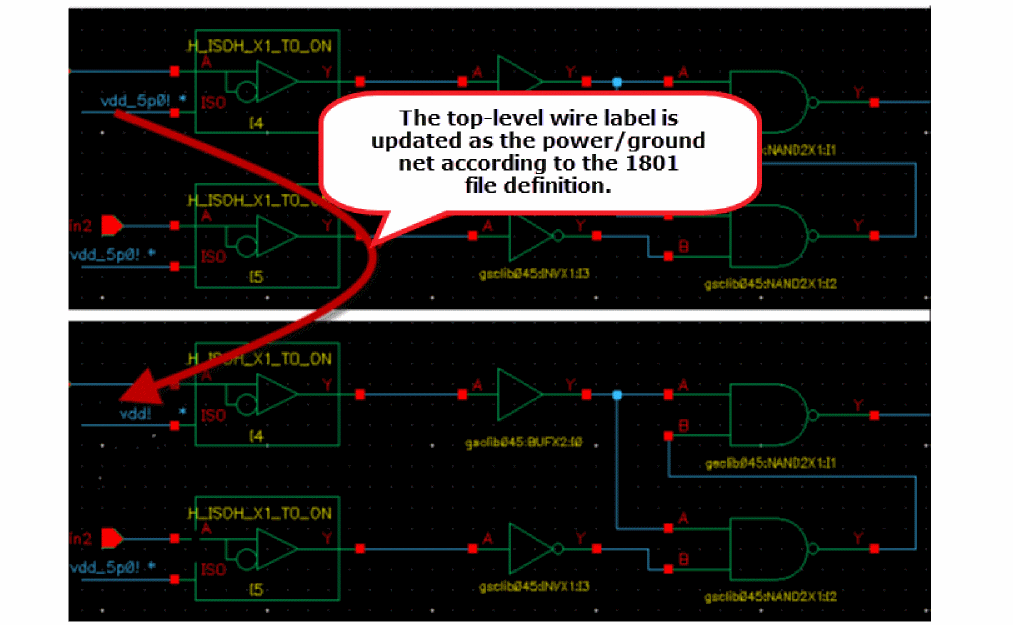 H_ISOH_X1_TO_ON
A
Y
A
Y
A
Y
vdd_5p0! *
ISO
I4
The top-level wire label is
updated as the power/ground
net according to the 1801
file definition.
NAND2X1:I1
H_ISOH_X1_TO_ON
in2
A
Y
A
Y
Y
B
vdd_5p0! *
ISO
I5
gsclib045:INVX1:I3
gsclib045:NAND2X1:I2
H_ISOH_X1_TO_ON
A
Y
A
Y
A
Y
vdd! *
ISO
B
I4
gsclib045:BUFX2:I0
gsclib045:NAND2X1:I1
H_ISOH_X1_TO_ON
A
in2
A
Y
A
Y
Y
B
vdd_5p0! *
ISO
I5
gsclib045:INVX1:I3
gsclib045:NAND2X1:I2